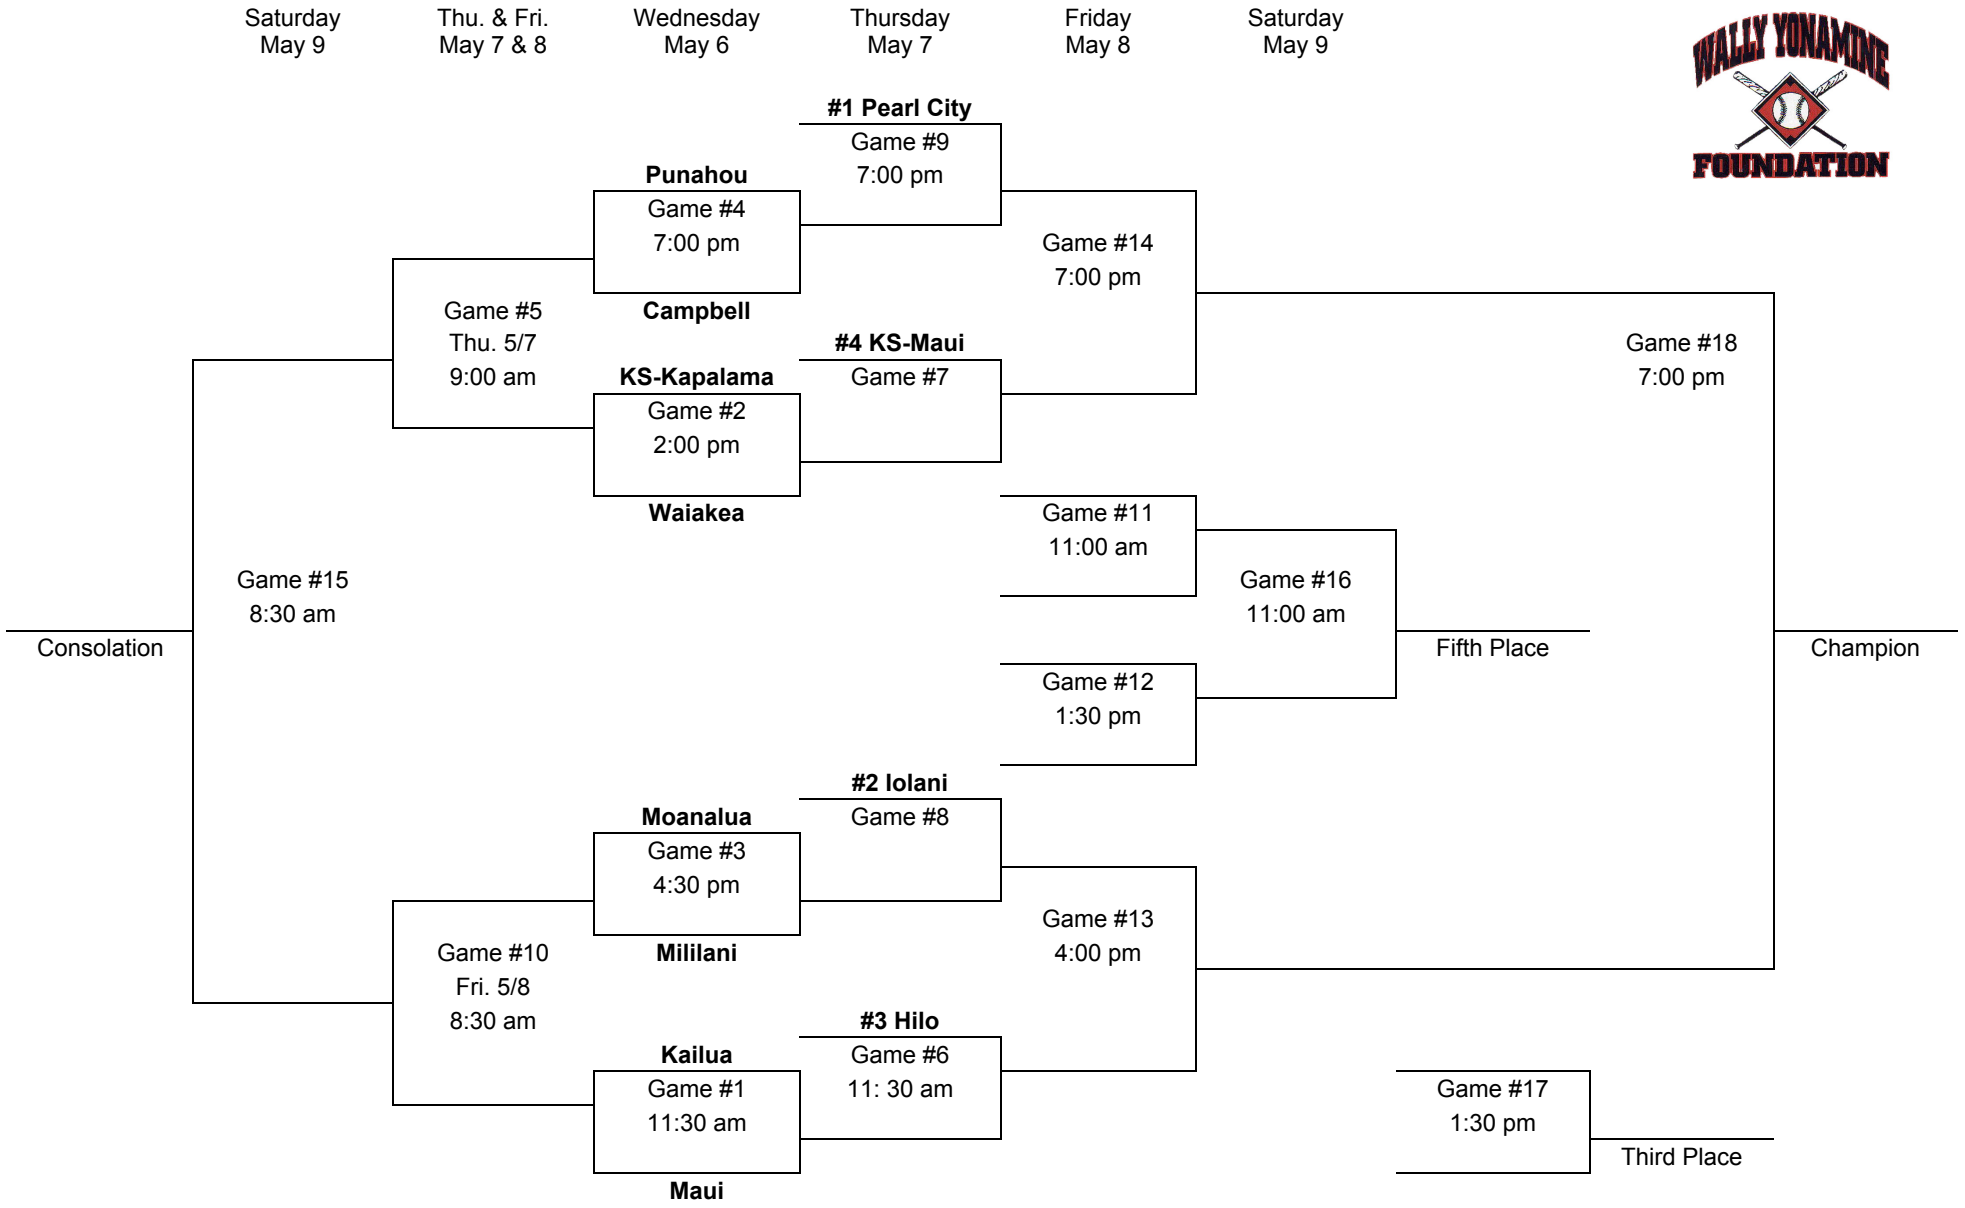 Saturday
May 9
Thu. & Fri.
May 7 & 8
Wednesday
May 6
Thursday
May 7
Friday
May 8
Saturday
May 9
WALLY YONAMINE
FOUNDATION
#1 Pearl City
Game #9
7:00 pm
Punahou
Game #4
7:00 pm
Campbell
Game #14
7:00 pm
Game #5
Thu. 5/7
9:00 am
#4 KS-Maui
Game #7
KS-Kapalama
Game #2
2:00 pm
Waiakea
Game #18
7:00 pm
Game #11
11:00 am
Game #15
8:30 am
Game #16
11:00 am
Consolation
Fifth Place
Champion
Game #12
1:30 pm
#2 Iolani
Game #8
Moanalua
Game #3
4:30 pm
Mililani
Game #13
4:00 pm
Game #10
Fri. 5/8
8:30 am
#3 Hilo
Game #6
11: 30 am
Kailua
Game #1
11:30 am
Maui
Game #17
1:30 pm
Third Place